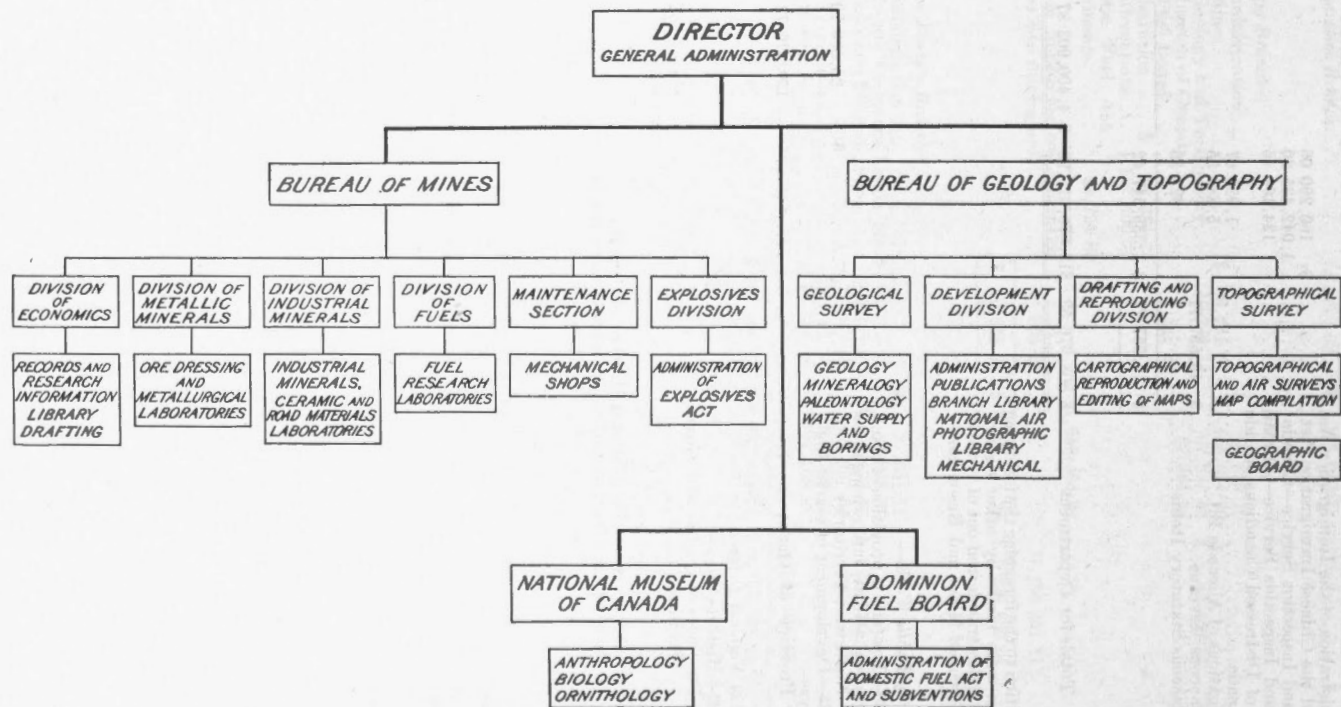 DIRECTOR
GENERAL ADMINISTRATION
BUREAU OF MINES
BUREAU OF GEOLOGY AND TOPOGRAPHY
DIVISION
OF
ECONOMICS
DIVISION OF
METALLIC
MINERALS
DIVISION OF
INDUSTRIAL
MINERALS
DIVISION
OF
FUELS
MAINTENANCE
SECTION
EXPLOSIVES
DIVISION
GEOLOGICAL
SURVEY
DEVELOPMENT
DIVISION
DRAFTING AND
REPRODUCING
DIVISION
TOPOGRAPHICAL
SURVEY
RECORDS AND
RESEARCH
INFORMATION
LIBRARY
DRAFTING
ORE DRESSING
AND
METALLURGICAL
LABORATORIES
INDUSTRIAL
MINERALS,
CERAMIC AND
ROAD MATERIALS
LABORATORIES
FUEL
RESEARCH
LABORATORIES
MECHANICAL
SHOPS
ADMINISTRATION
OF
EXPLOSIVES
ACT
GEOLOGY
MINERALOGY
PALEONTOLOGY
WATER SUPPLY
AND
BORINGS
ADMINISTRATION
PUBLICATIONS
BRANCH LIBRARY
NATIONAL AIR
PHOTOGRAPHIC
LIBRARY
MECHANICAL
CARTOGRAPHICAL
REPRODUCTION AND
EDITING OF MAPS
TOPOGRAPHICAL
AND AIR SURVEYS
MAP COMPILATION
GEOGRAPHIC
BOARD
NATIONAL MUSEUM
OF CANADA
DOMINION
FUEL BOARD
ANTHROPOLOGY
BIOLOGY
ORNITHOLOGY
ADMINISTRATION OF
DOMESTIC FUEL ACT
AND SUBVENTIONS